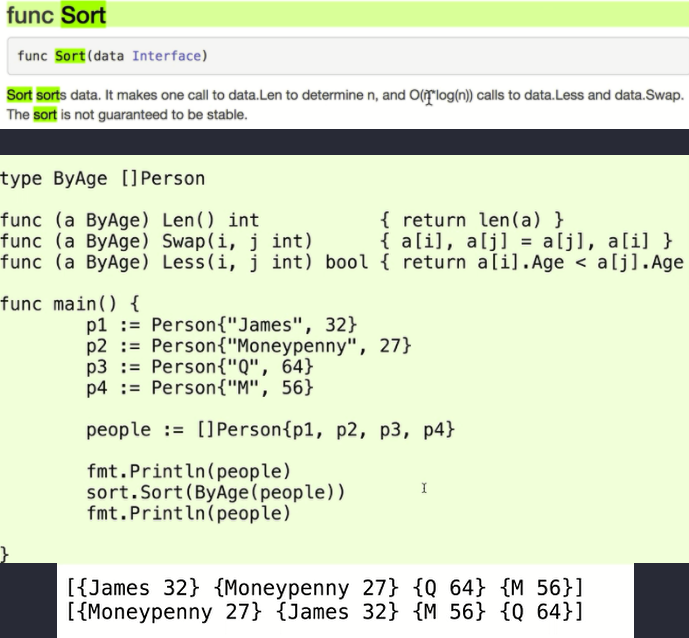 func Sort
func Sort(data Interface)
Sort sorts data. It makes one call to data.Len to determine n, and O(n*log(n)) calls to data.Less and data.Swap.
The sort is not guaranteed to be stable.
type ByAge []Person
func (a ByAge) Len() int           { return len(a) }
func (a ByAge) Swap(i, j int)      { a[i], a[j] = a[j], a[i] }
func (a ByAge) Less(i, j int) bool { return a[i].Age < a[j].Age
func main() {
        p1 := Person{"James", 32}
        p2 := Person{"Moneypenny", 27}
        p3 := Person{"Q", 64}
        p4 := Person{"M", 56}
        people := []Person{p1, p2, p3, p4}
        fmt.Println(people)
        sort.Sort(ByAge(people))
        fmt.Println(people)
}
[{James 32} {Moneypenny 27} {Q 64} {M 56}]
[{Moneypenny 27} {James 32} {M 56} {Q 64}]